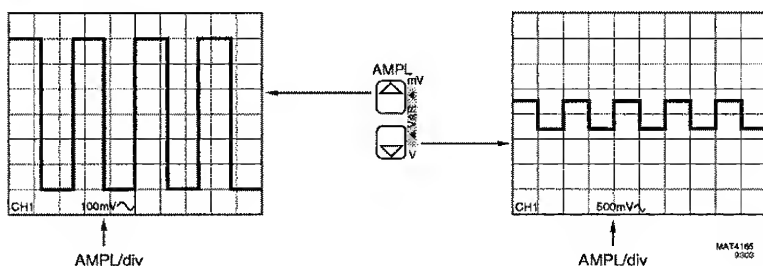 AMPL
mV
VAR
V
CH1 100mV
AMPL/div
CH1 500mV
AMPL/div
MAT4165
9303